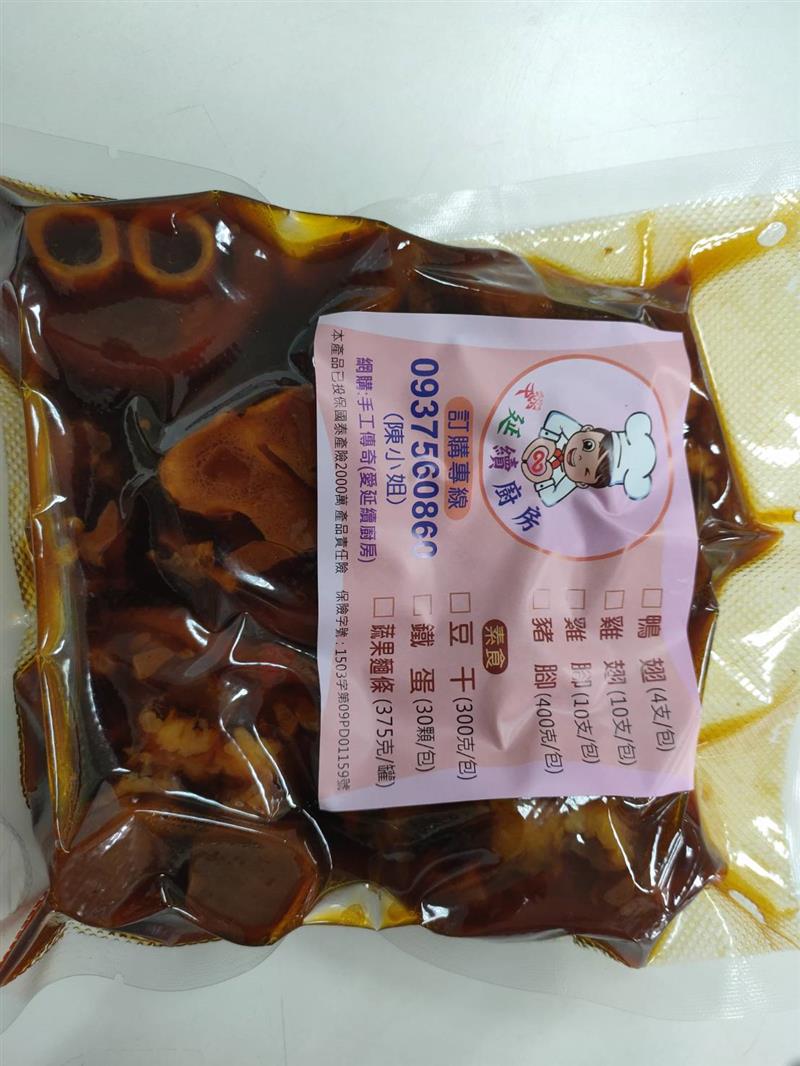 愛延續廚房
訂購專線
0937560860
(陳小姐)
網購:手工傳奇(愛延續廚房)
本產品已投保國泰產險2000萬產品責任險 保險字號:1503字第09PD01159號
□鴨 翅(4支/包)
□雞 翅(10支/包)
□雞 腳(10支/包)
□豬 腳(400克/包)
素食
□豆 干(300克/包)
□鐵 蛋(30顆/包)
□蔬果麵條(375克/罐)